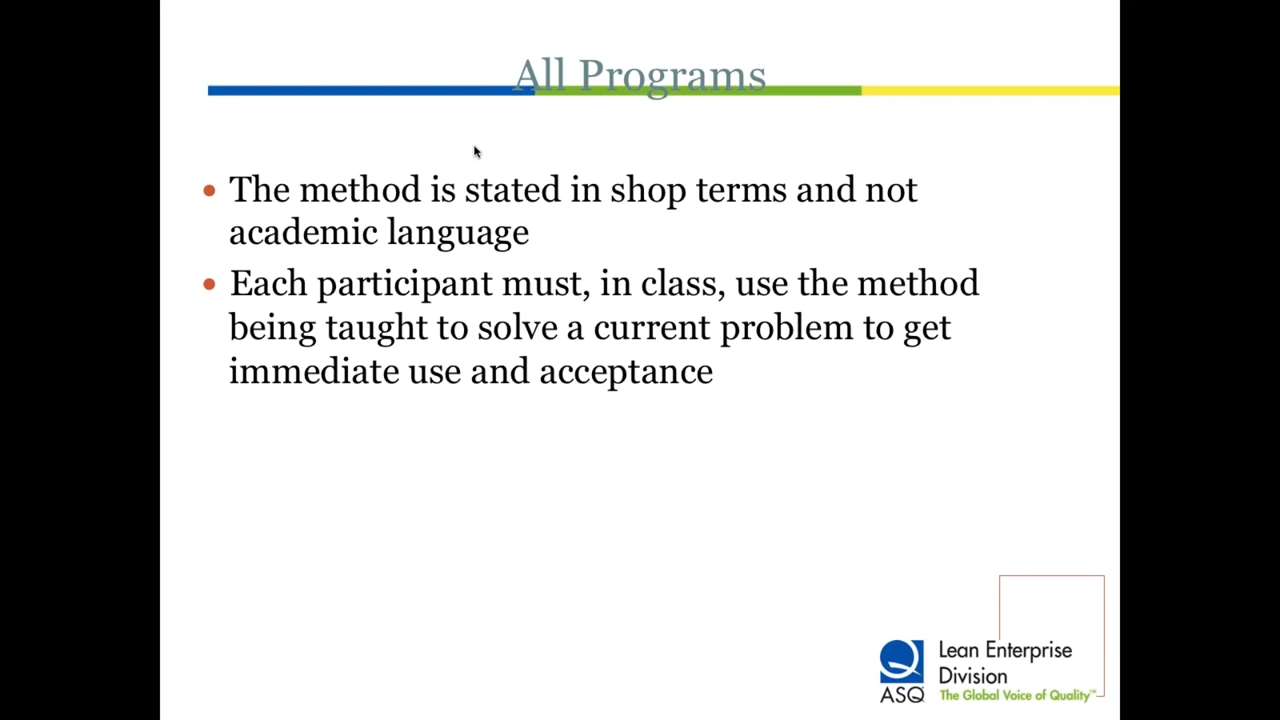 All Programs
• The method is stated in shop terms and not
academic language
• Each participant must, in class, use the method
being taught to solve a current problem to get
immediate use and acceptance
Lean Enterprise
Division
ASQ The Global Voice of Quality™